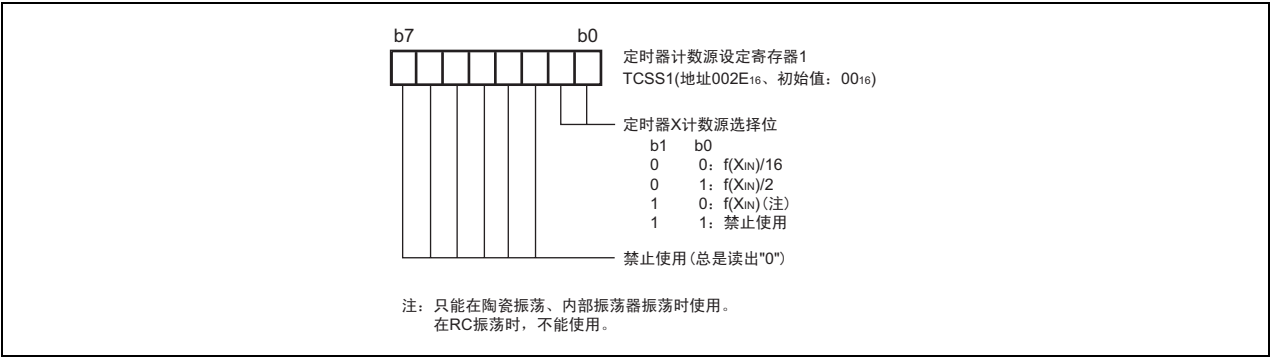 b7 b0
定时器计数源设定寄存器1
TCSS1(地址002E16、初始值：0016)
定时器X计数源选择位
b1 b0
0 0：f(XIN)/16
0 1：f(XIN)/2
1 0：f(XIN)(注)
1 1：禁止使用
禁止使用(总是读出"0")
注：只能在陶瓷振荡、内部振荡器振荡时使用。
在RC振荡时，不能使用。